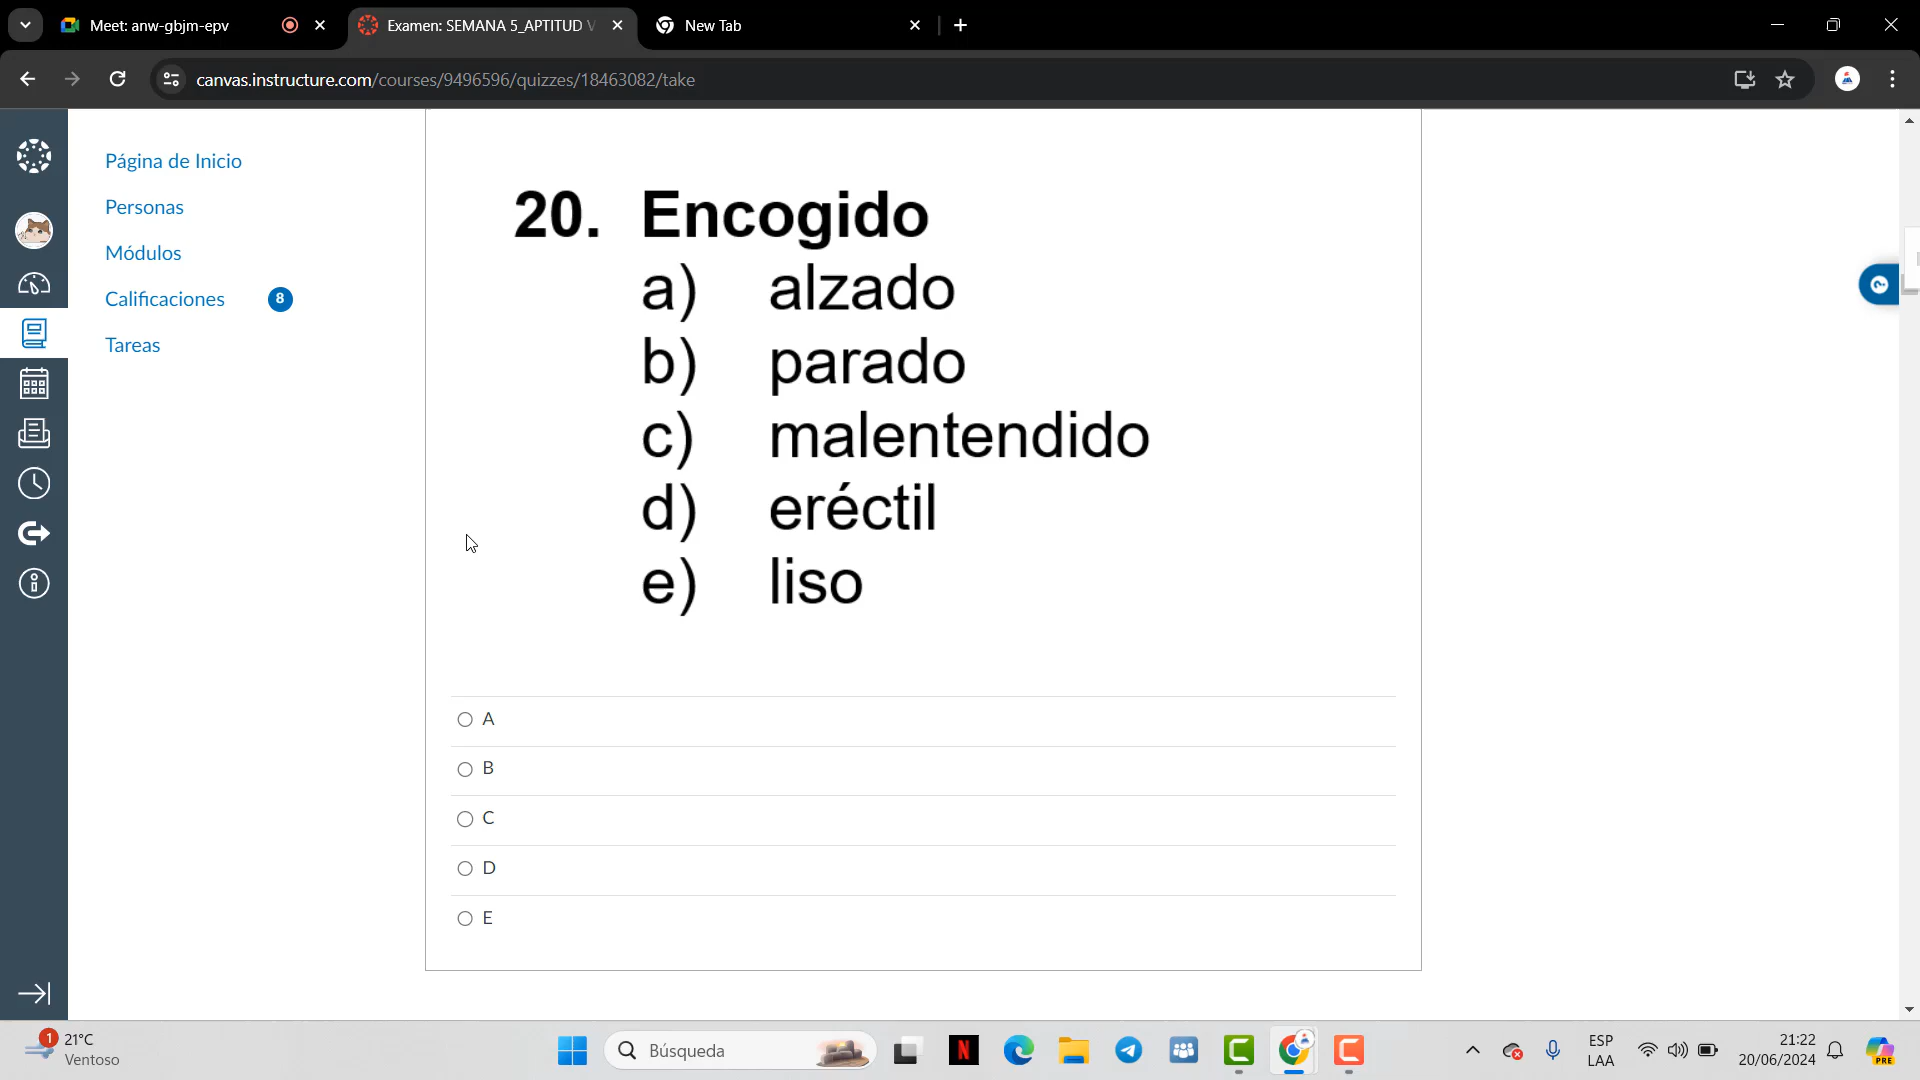 Meet: anw-gbjm-epv
Examen: SEMANA 5_APTITUD V
New Tab
canvas.instructure.com/courses/9496596/quizzes/18463082/take
Página de Inicio
Personas
Módulos
Calificaciones 8
Tareas
20. Encogido
a) alzado
b) parado
c) malentendido
d) eréctil
e) liso
A
B
C
D
E
1
21°C
Ventoso
Búsqueda
N
ESP
LAA
21:22
20/06/2024
PRE